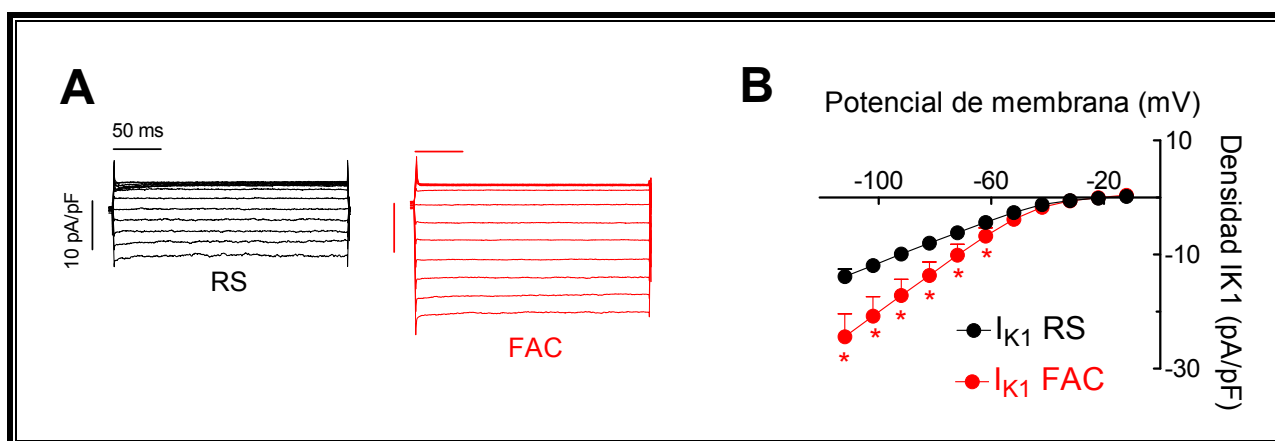 A
50 ms
10 pA/pF
RS
FAC
B
Potencial de membrana (mV)
10
-100
-60
-20
-10
-30
Densidad IK1 (pA/pF)
IK1 RS
IK1 FAC
*
*
*
*
*
*